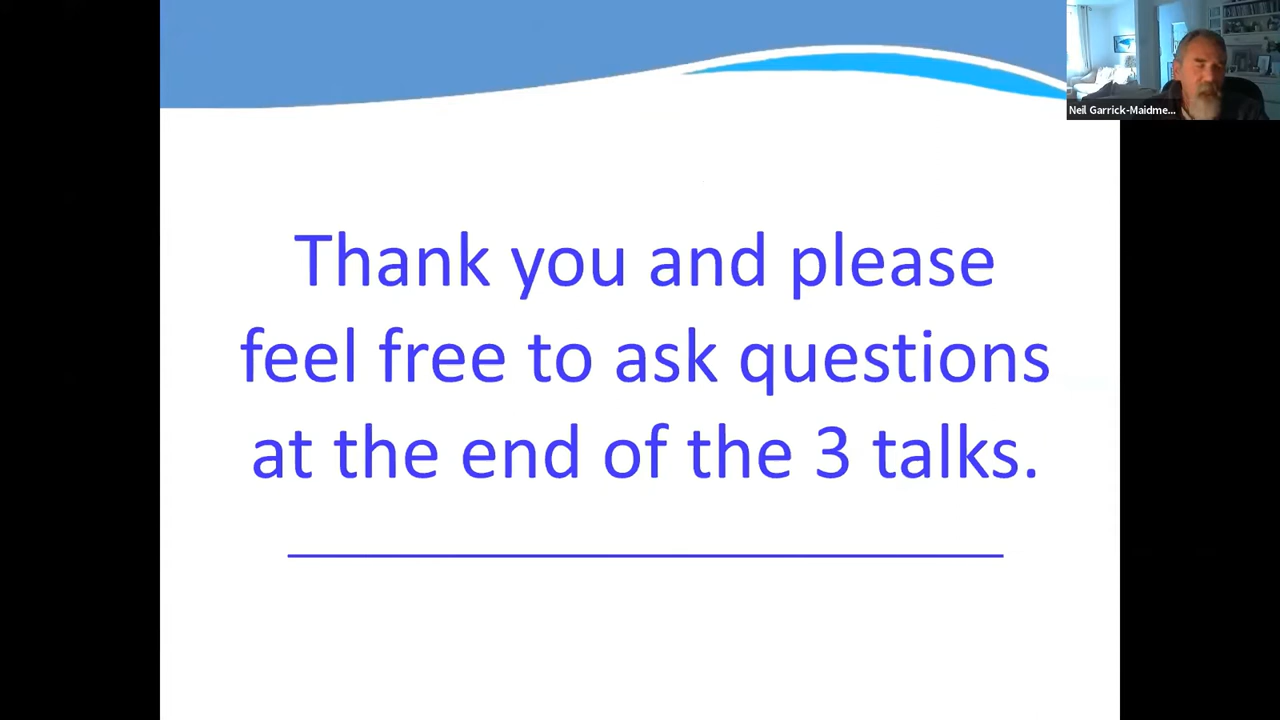 Neil Garrick-Maidme...
Thank you and please
feel free to ask questions
at the end of the 3 talks.